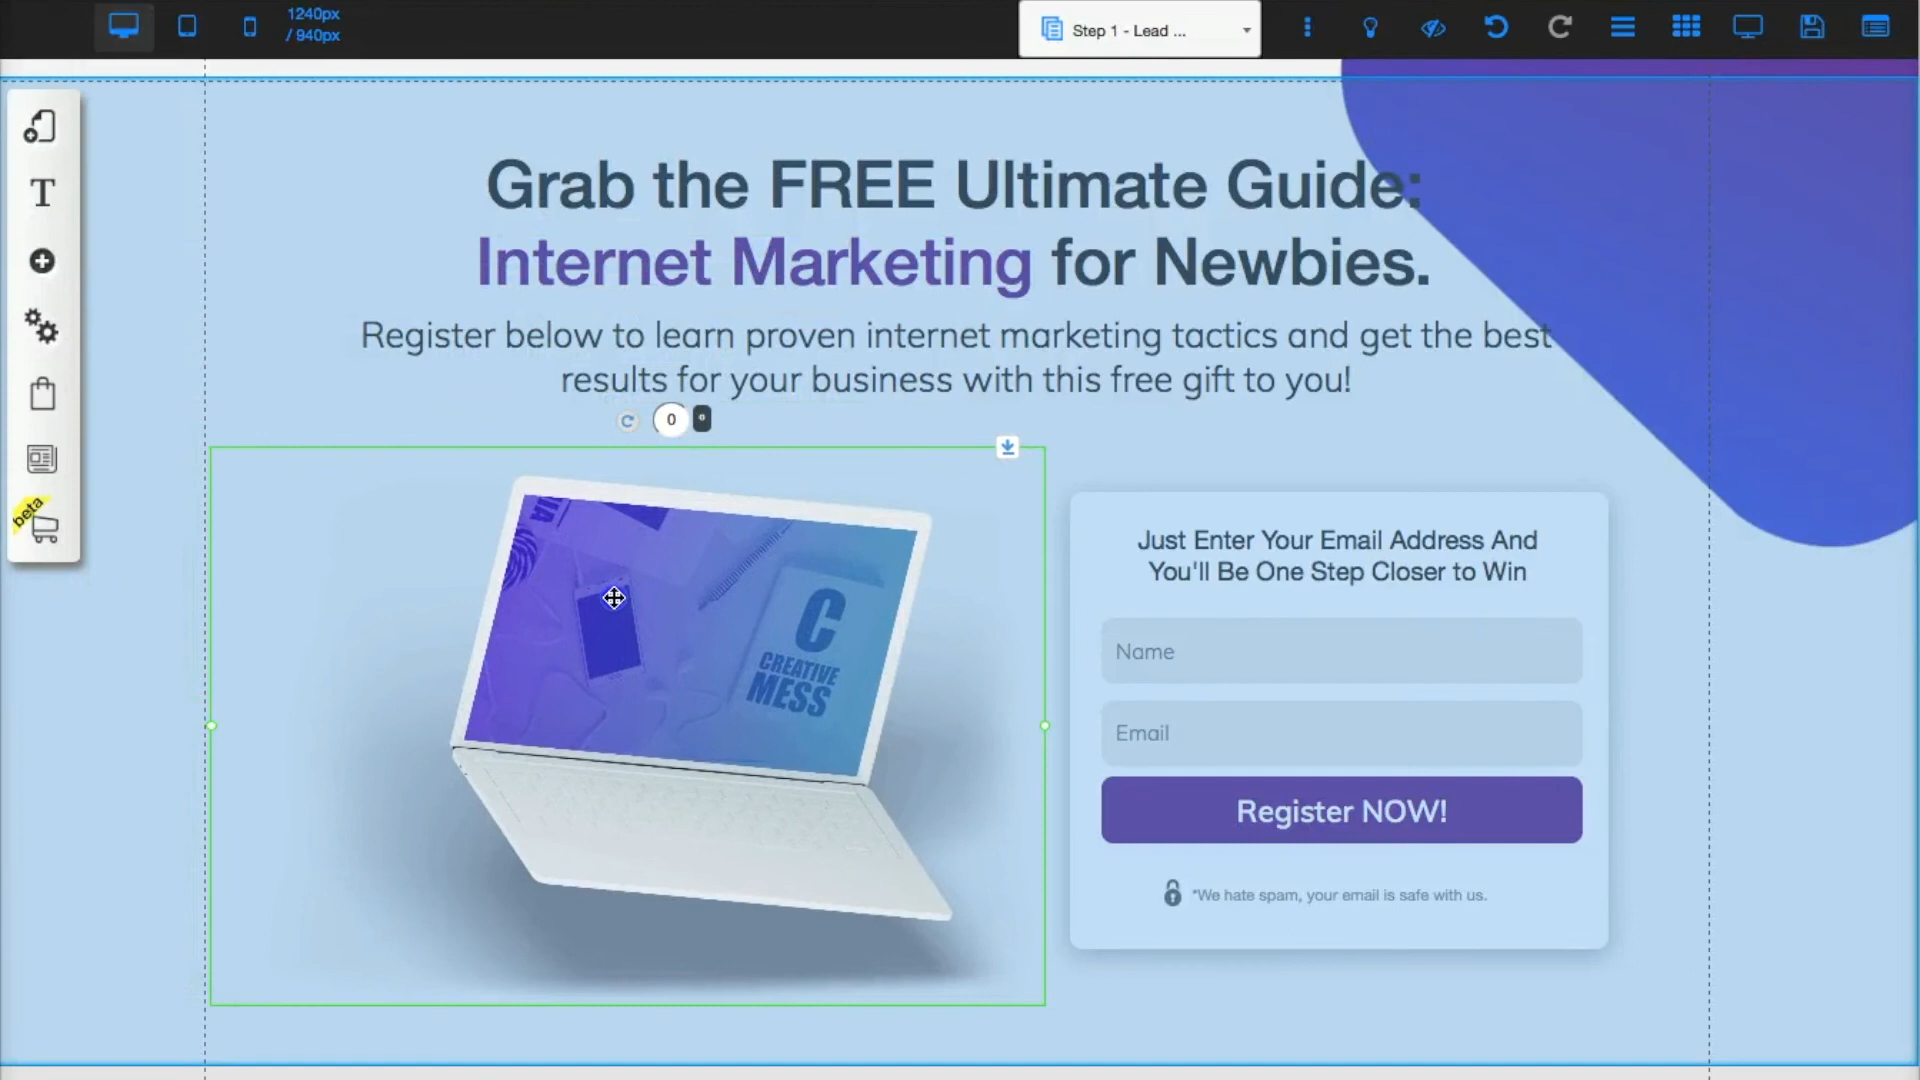 1240px
/ 940px
Step 1 - Lead ...
Grab the FREE Ultimate Guide:
Internet Marketing for Newbies.
Register below to learn proven internet marketing tactics and get the best
results for your business with this free gift to you!
0
C
CREATIVE
MESS
Just Enter Your Email Address And
You'll Be One Step Closer to Win
Name
Email
Register NOW!
*We hate spam, your email is safe with us.
T
beta